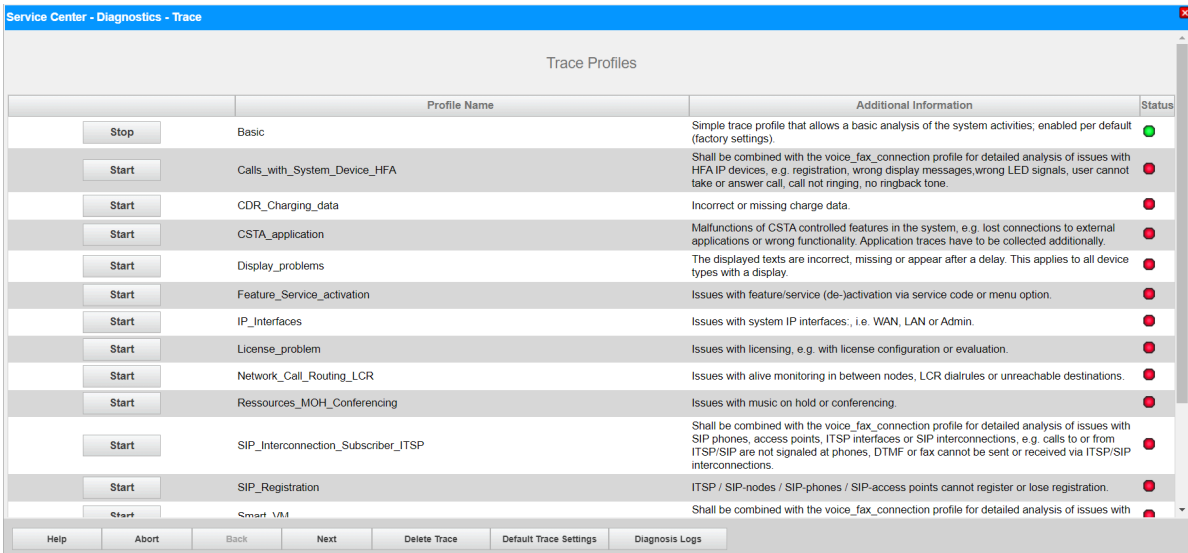 Service Center - Diagnostics - Trace
Trace Profiles
Profile Name Additional Information Status
Stop Basic Simple trace profile that allows a basic analysis of the system activities; enabled per default
(factory settings).
Start Calls_with_System_Device_HFA Shall be combined with the voice_fax_connection profile for detailed analysis of issues with
HFA IP devices, e.g. registration, wrong display messages,wrong LED signals, user cannot
take or answer call, call not ringing, no ringback tone.
Start CDR_Charging_data Incorrect or missing charge data.
Start CSTA_application Malfunctions of CSTA controlled features in the system, e.g. lost connections to external
applications or wrong functionality. Application traces have to be collected additionally.
Start Display_problems The displayed texts are incorrect, missing or appear after a delay. This applies to all device
types with a display.
Start Feature_Service_activation Issues with feature/service (de-)activation via service code or menu option.
Start IP_Interfaces Issues with system IP interfaces:, i.e. WAN, LAN or Admin.
Start License_problem Issues with licensing, e.g. with license configuration or evaluation.
Start Network_Call_Routing_LCR Issues with alive monitoring in between nodes, LCR dialrules or unreachable destinations.
Start Ressources_MOH_Conferencing Issues with music on hold or conferencing.
Start SIP_Interconnection_Subscriber_ITSP Shall be combined with the voice_fax_connection profile for detailed analysis of issues with
SIP phones, access points, ITSP interfaces or SIP interconnections, e.g. calls to or from
ITSP/SIP are not signaled at phones, DTMF or fax cannot be sent or received via ITSP/SIP
interconnections.
Start SIP_Registration ITSP / SIP-nodes / SIP-phones / SIP-access points cannot register or lose registration.
Start Smart_VM Shall be combined with the voice_fax_connection profile for detailed analysis of issues with
Help Abort Back Next Delete Trace Default Trace Settings Diagnosis Logs